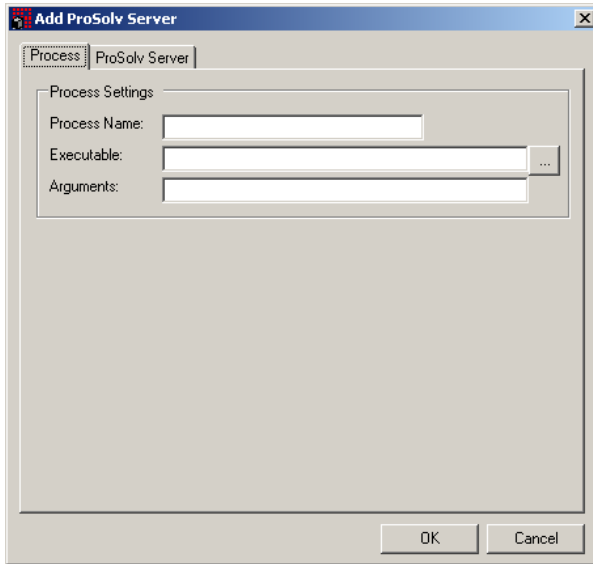 Add ProSolv Server
Process ProSolv Server
Process Settings
Process Name:
Executable: ...
Arguments:
OK Cancel